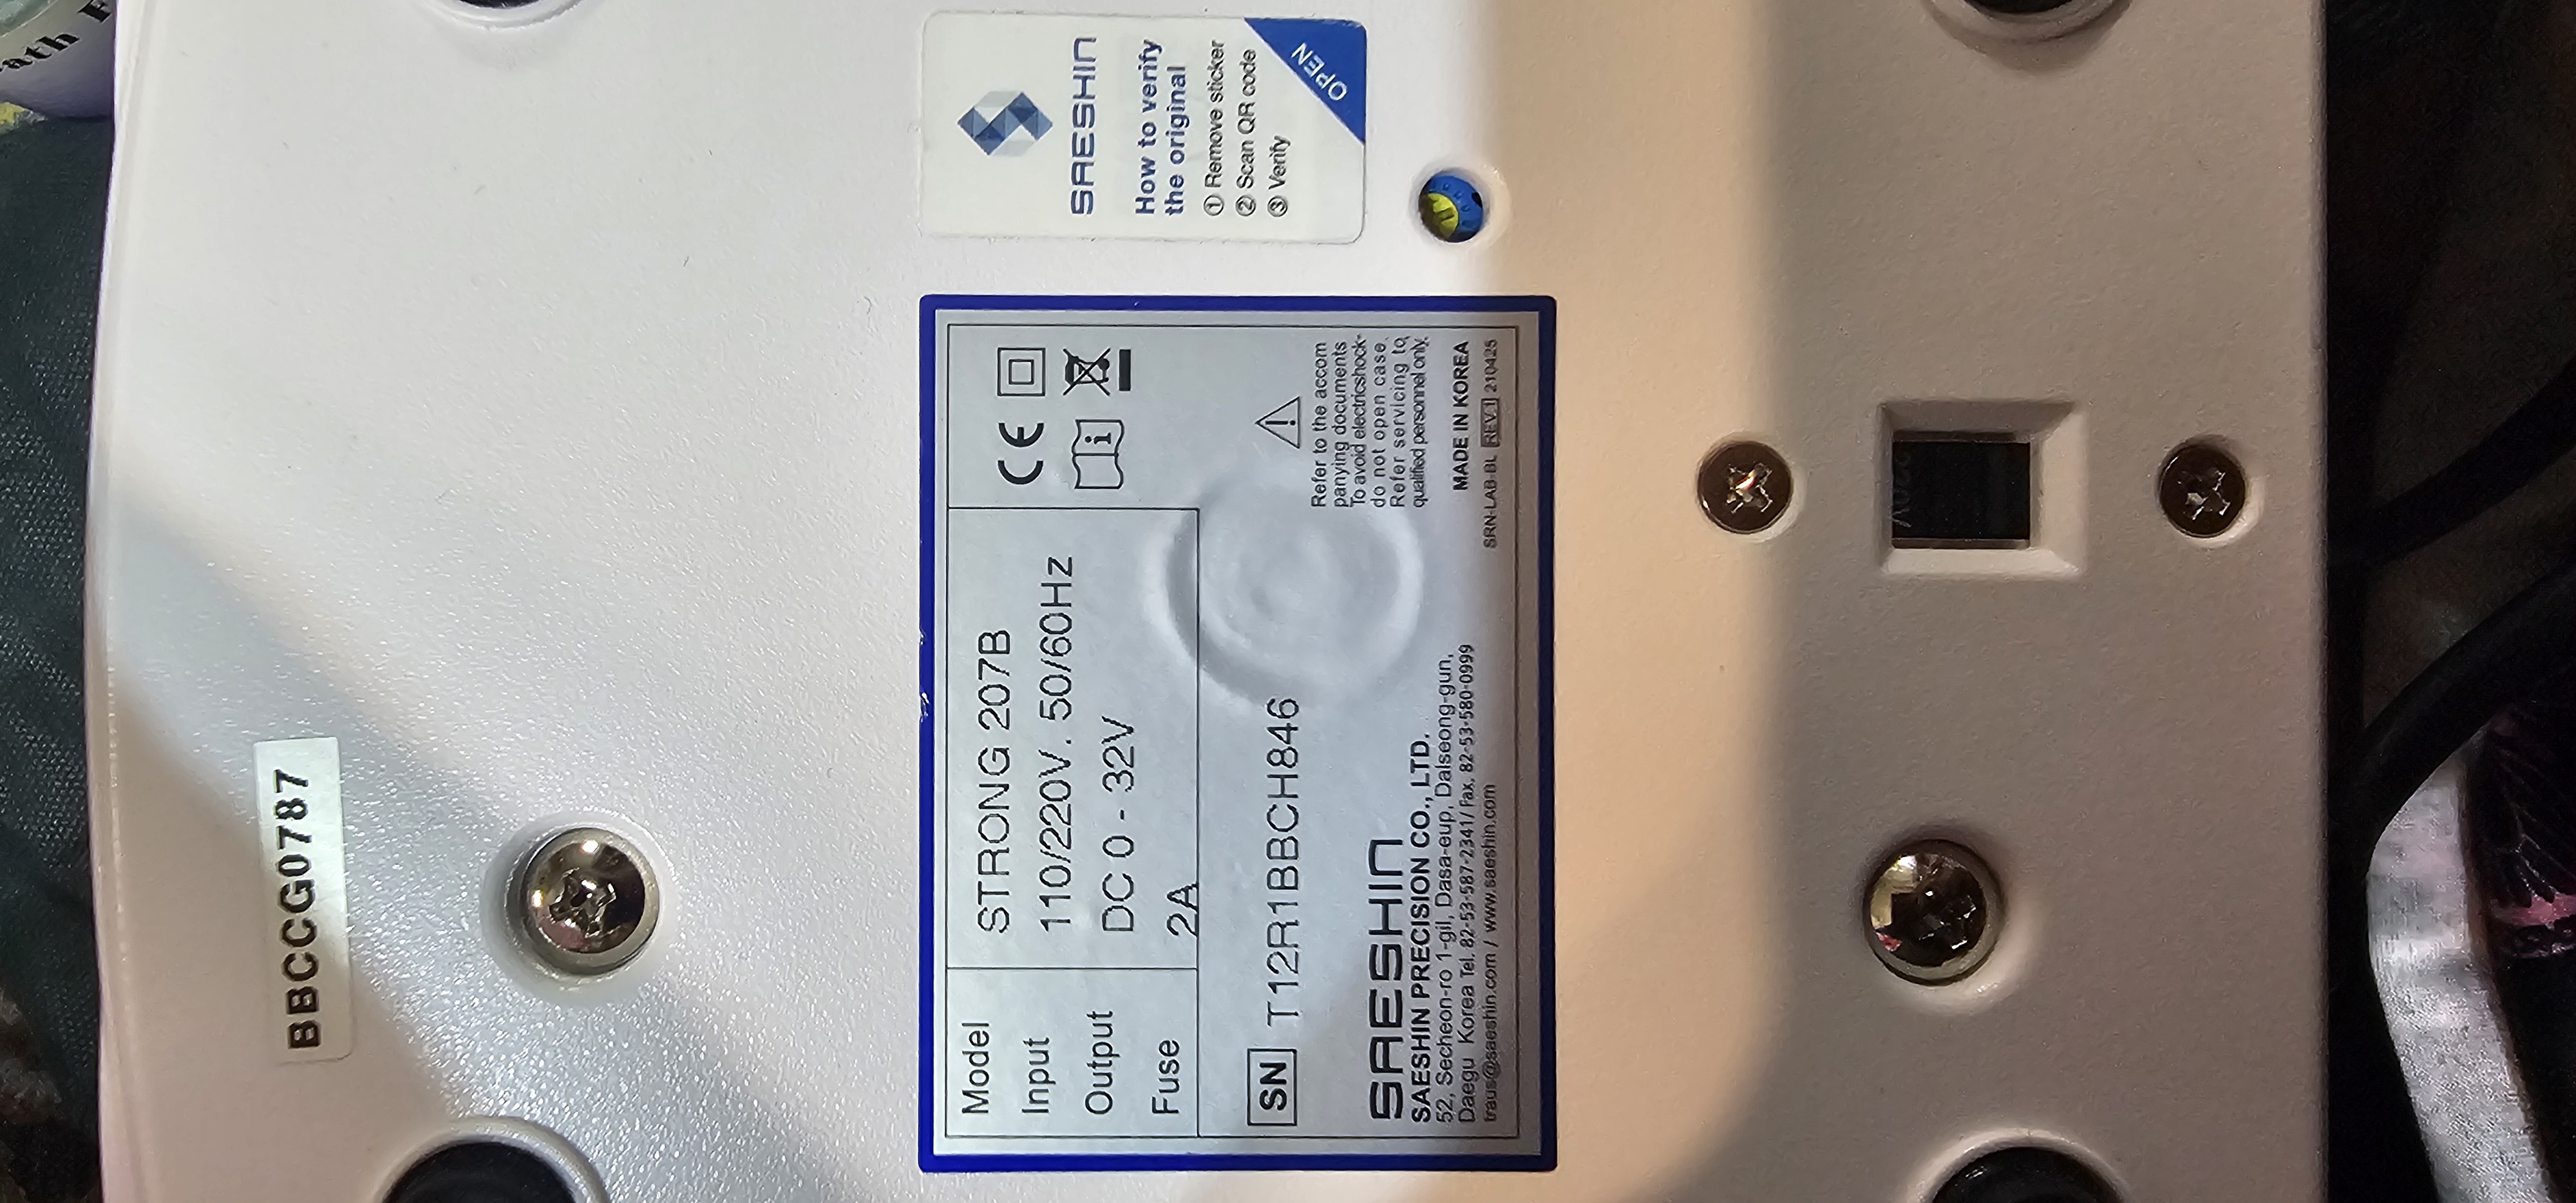 BBCCG0787
Model STRONG 207B
Input 110/220V. 50/60Hz
Output DC 0 - 32V
Fuse 2A
CE
SN T12R1BBCH846
Refer to the accom
panying documents
To avoid electricshock-
do not open case.
Refer servicing to
qualified personnel only.
SAESHIN
SAESHIN PRECISION CO., LTD.
52, Secheon-ro 1-gil, Dasa-eup, Dalseong-gun,
Daegu Korea Tel. 82-53-587-2341/ Fax. 82-53-580-0999
traus@saeshin.com / www.saeshin.com
MADE IN KOREA
SRN-LAB-BL REV.1 210425
SAESHIN
How to verify
the original
① Remove sticker
② Scan QR code
③ Verify
OPEN